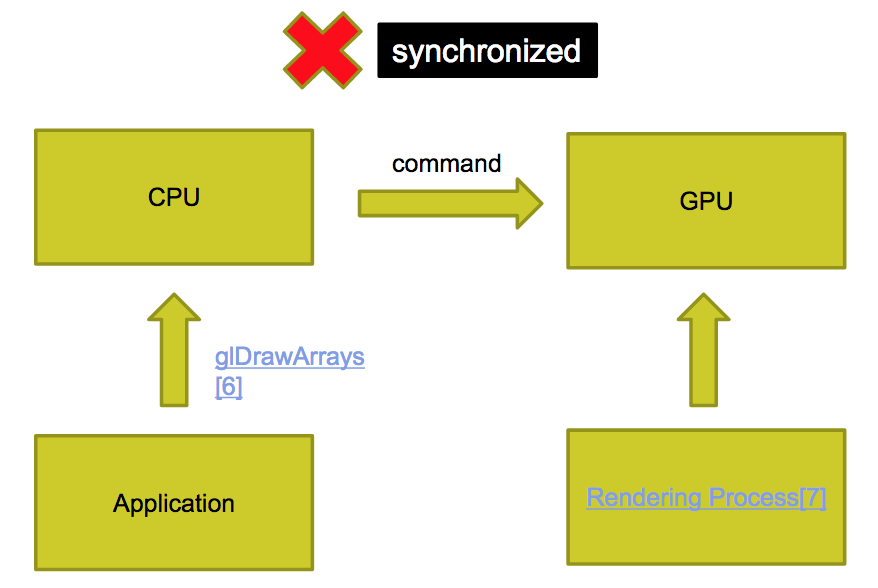 synchronized
command
CPU
GPU
glDrawArrays
[6]
Application
Rendering Process[7]